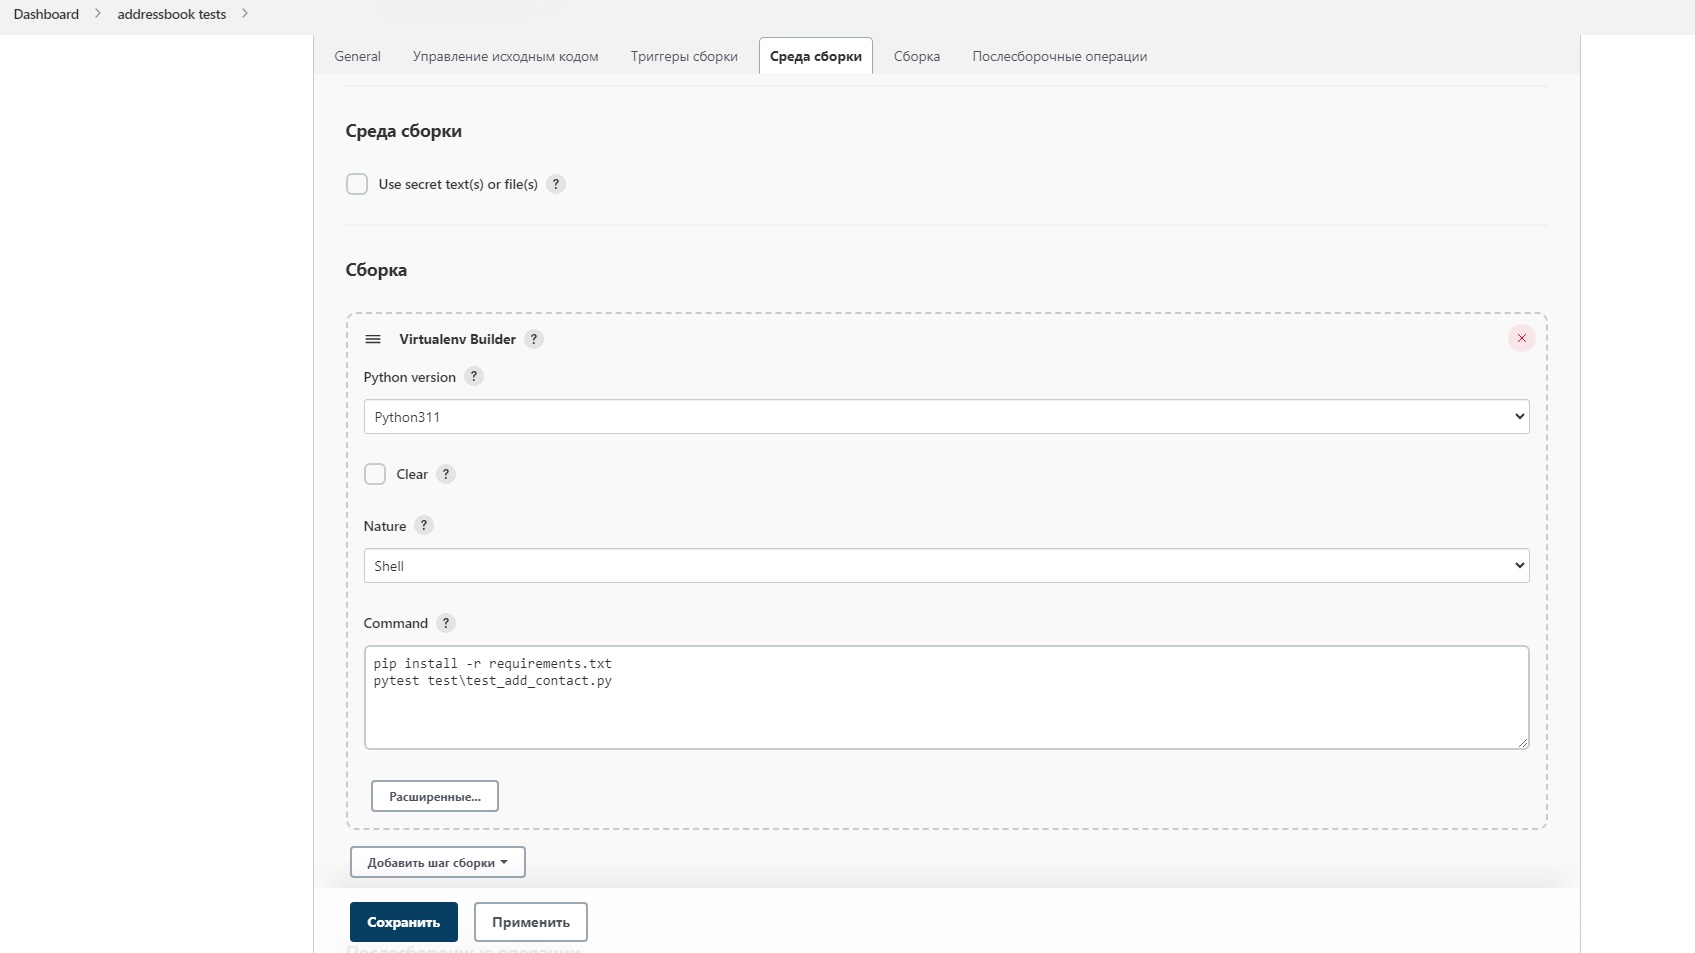 Dashboard > addressbook tests >
General Управление исходным кодом Триггеры сборки Среда сборки Сборка Послесборочные операции
Среда сборки
Use secret text(s) or file(s) ?
Сборка
Virtualenv Builder ?
Python version ?
Python311
Clear ?
Nature ?
Shell
Command ?
pip install -r requirements.txt
pytest test\test_add_contact.py
Расширенные...
Добавить шаг сборки
Сохранить Применить
Послесборочные операции